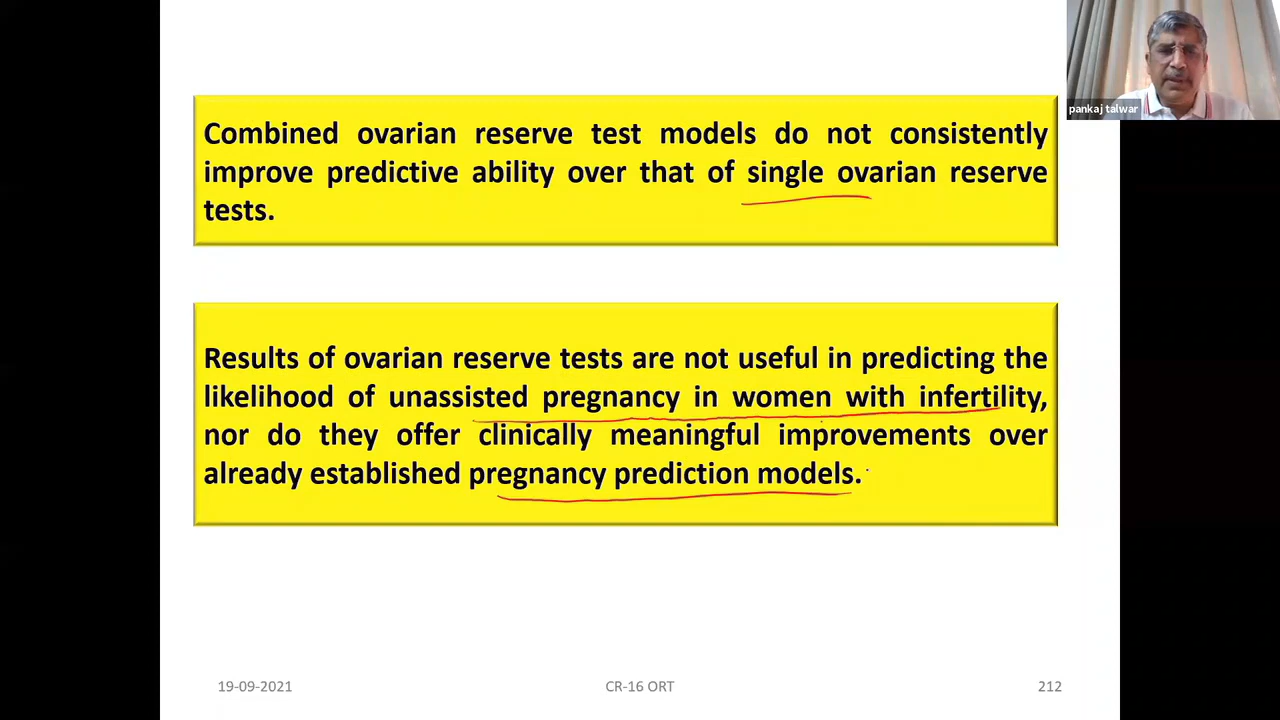 pankaj talwar
Combined ovarian reserve test models do not consistently
improve predictive ability over that of single ovarian reserve
tests.
Results of ovarian reserve tests are not useful in predicting the
likelihood of unassisted pregnancy in women with infertility,
nor do they offer clinically meaningful improvements over
already established pregnancy prediction models.
19-09-2021 CR-16 ORT 212